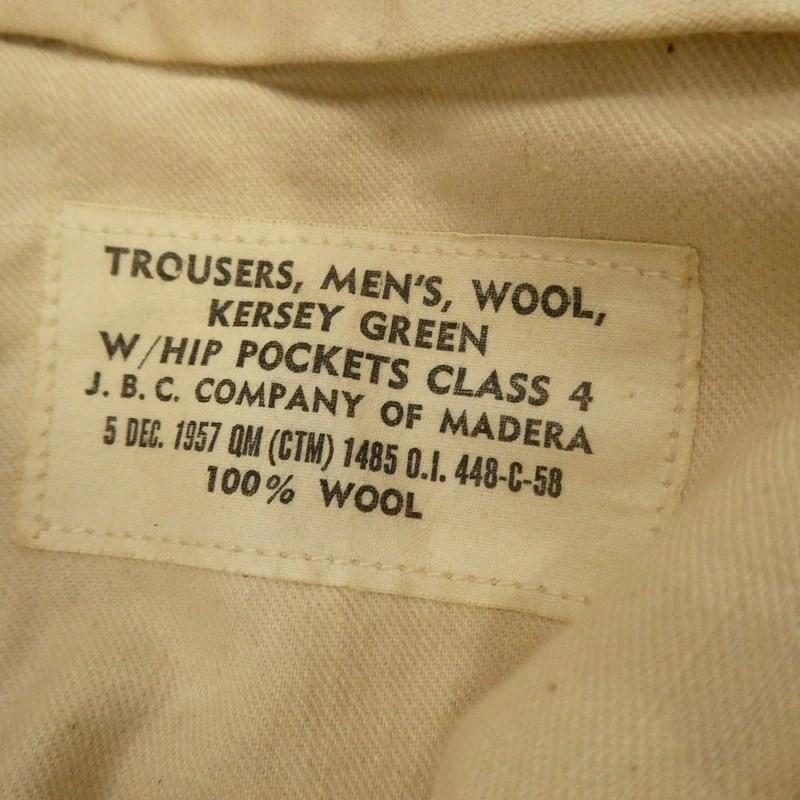 TROUSERS, MEN'S, WOOL,
KERSEY GREEN
W/HIP POCKETS CLASS 4
J. B. C. COMPANY OF MADERA
5 DEC. 1957 QM (CTM) 1485 O.I. 448-C-58
100% WOOL